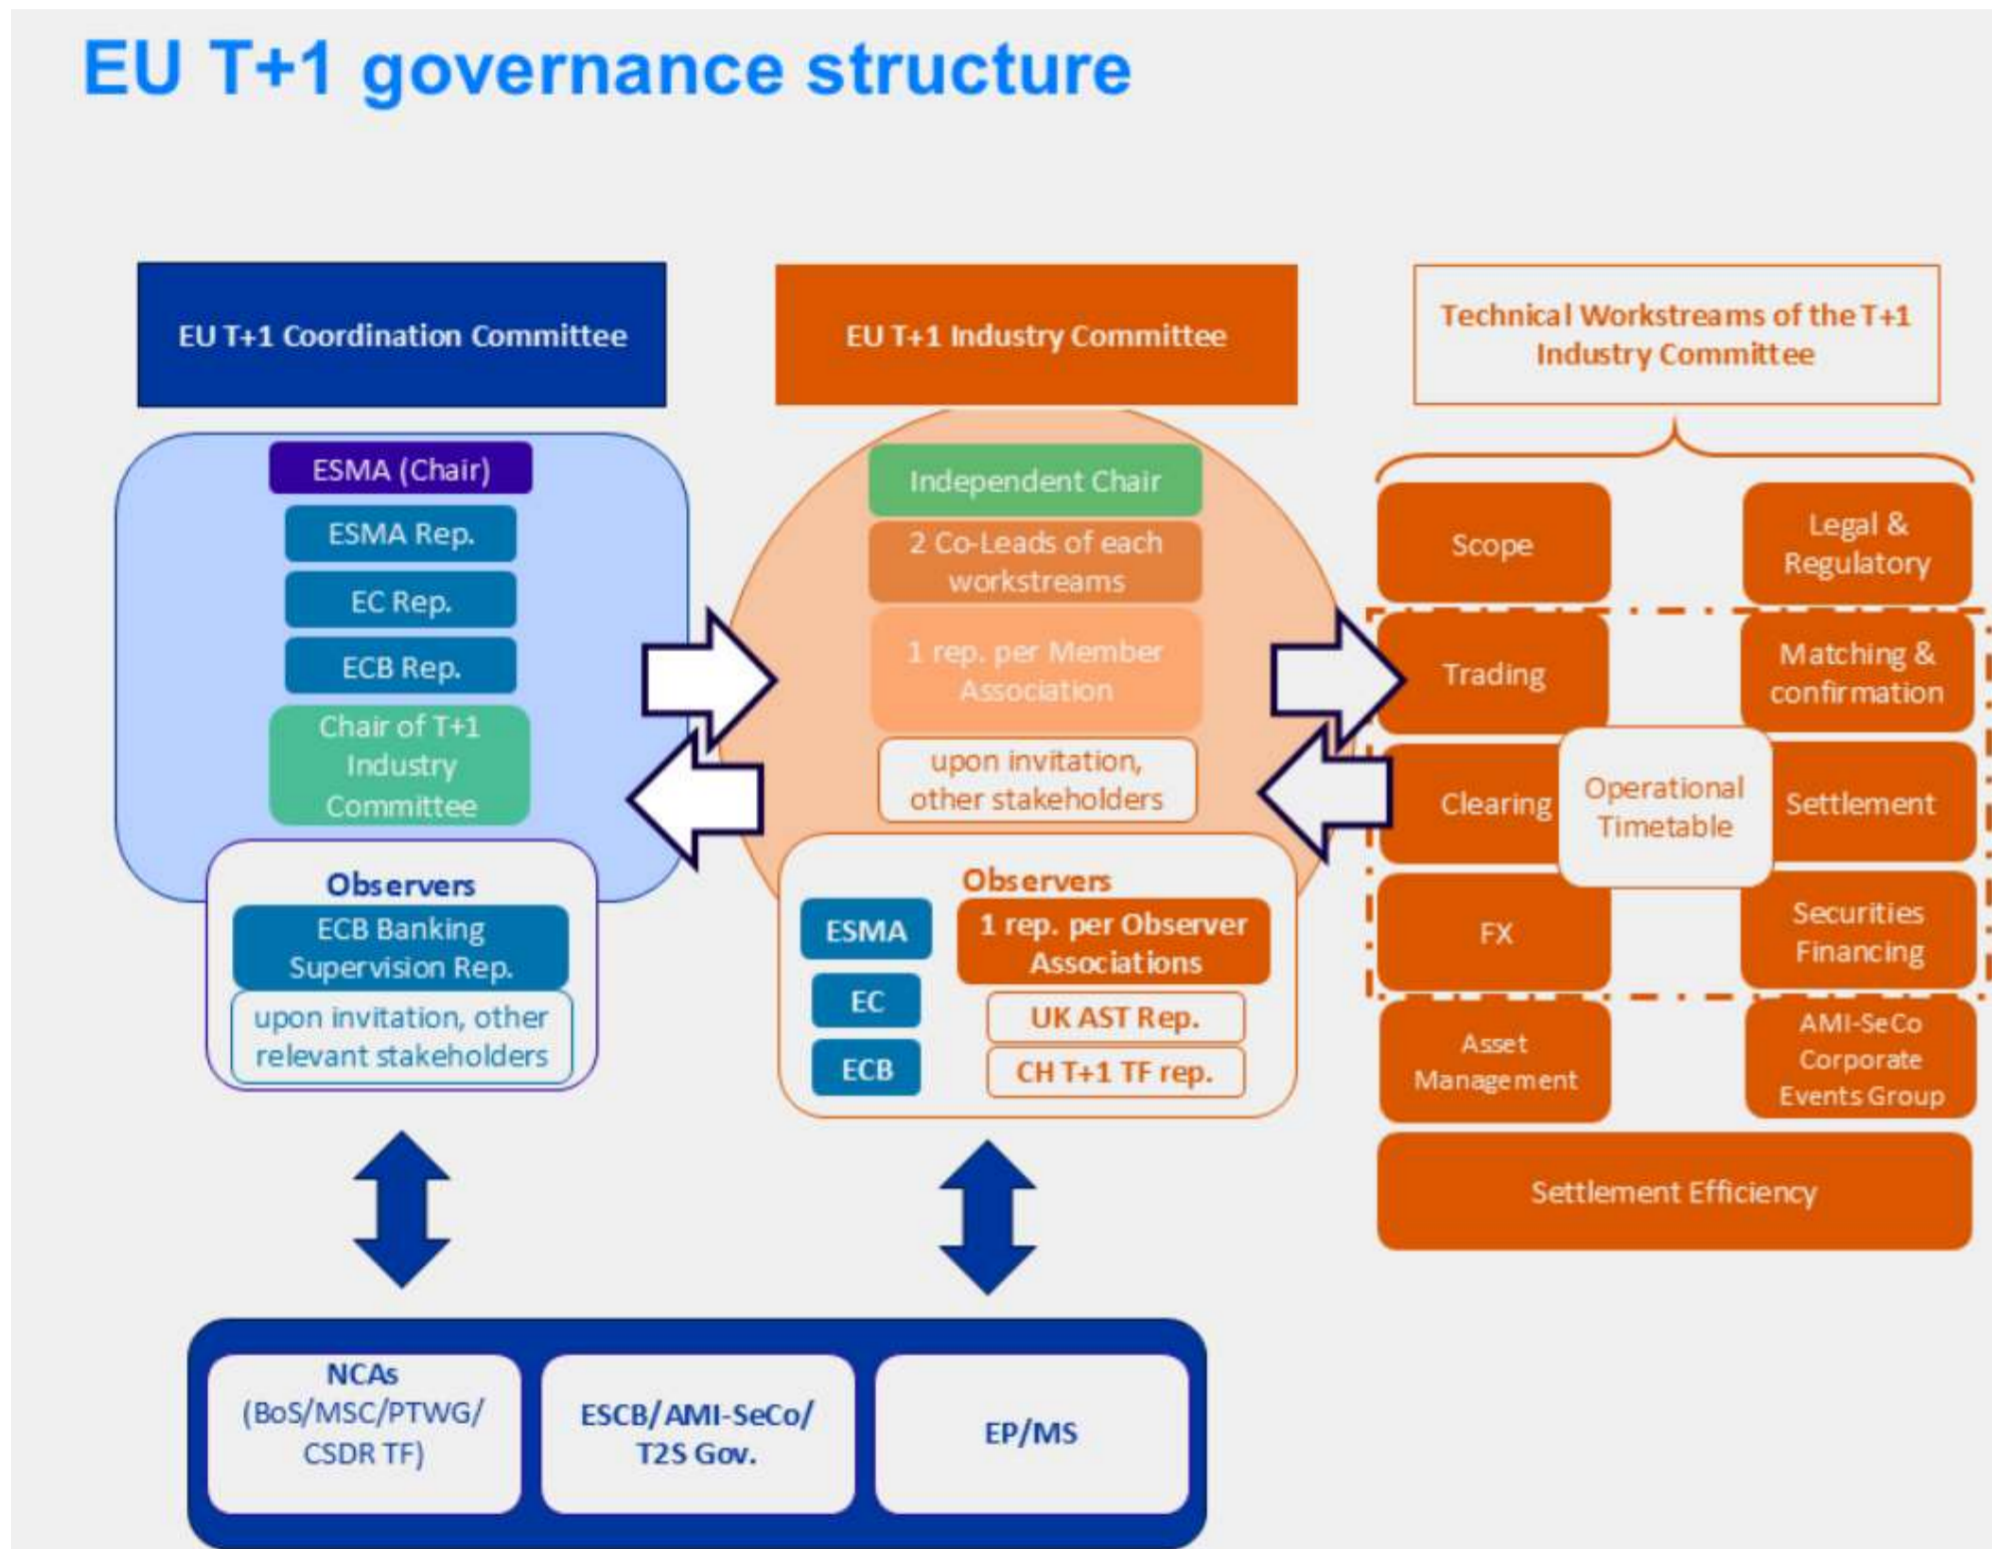 EU T+1 governance structure
EU T+1 Coordination Committee
ESMA (Chair)
ESMA Rep.
EC Rep.
ECB Rep.
Chair of T+1
Industry
Committee
Observers
ECB Banking
Supervision Rep.
upon invitation, other
relevant stakeholders
EU T+1 Industry Committee
Independent Chair
2 Co-Leads of each
workstreams
1 rep. per Member
Association
upon invitation,
other stakeholders
Observers
ESMA
EC
ECB
1 rep. per Observer
Associations
UK AST Rep.
CH T+1 TF rep.
Technical Workstreams of the T+1
Industry Committee
Scope
Legal &
Regulatory
Trading
Matching &
confirmation
Clearing
Operational
Timetable
Settlement
FX
Securities
Financing
Asset
Management
AMI-SeCo
Corporate
Events Group
Settlement Efficiency
NCAs
(BoS/MSC/PTWG/
CSDR TF)
ESCB/AMI-SeCo/
T2S Gov.
EP/MS